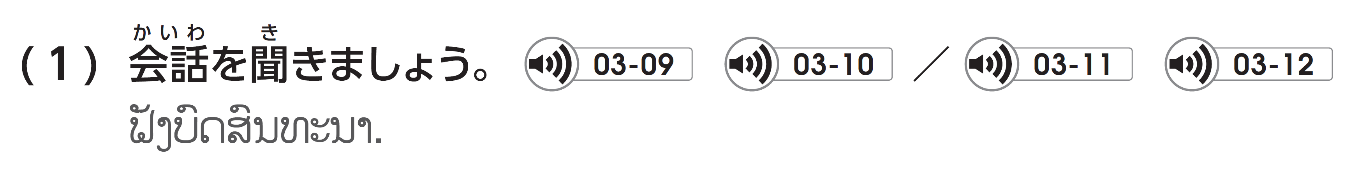 かいわ き
(1) 会話を聞きましょう。 03-09 03-10 ／ 03-11 03-12
ຟັງບົດສົນທະນາ.